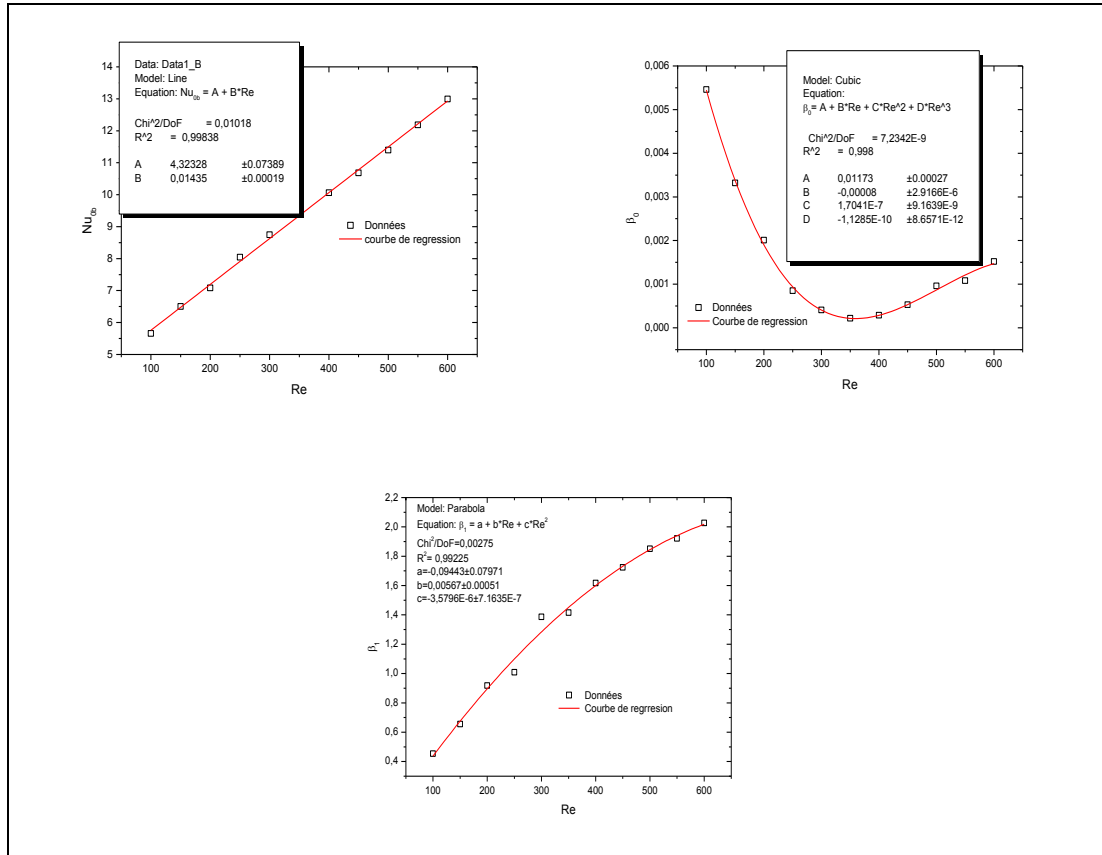 Data: Data1_B
Model: Line
Equation: Nu0b = A + B*Re
Chi^2/DoF = 0,01018
R^2 = 0,99838
A 4,32328 ±0.07389
B 0,01435 ±0.00019
14
13
12
11
10
9
8
7
6
5
Nu0b
Données
courbe de regression
100 200 300 400 500 600
Re
Model: Cubic
Equation:
β0= A + B*Re + C*Re^2 + D*Re^3
Chi^2/DoF = 7,2342E-9
R^2 = 0,998
A 0,01173 ±0.00027
B -0,00008 ±2.9166E-6
C 1,7041E-7 ±9.1639E-9
D -1,1285E-10 ±8.6571E-12
0,006
0,005
0,004
0,003
0,002
0,001
0,000
β0
Données
Courbe de regression
100 200 300 400 500 600
Re
Model: Parabola
Equation: β1 = a + b*Re + c*Re2
Chi2/DoF=0,00275
R2= 0,99225
a=-0,09443±0.07971
b=0,00567±0.00051
c=-3,5796E-6±7.1635E-7
2,2
2,0
1,8
1,6
1,4
1,2
1,0
0,8
0,6
0,4
β1
Données
Courbe de regrresion
100 200 300 400 500 600
Re